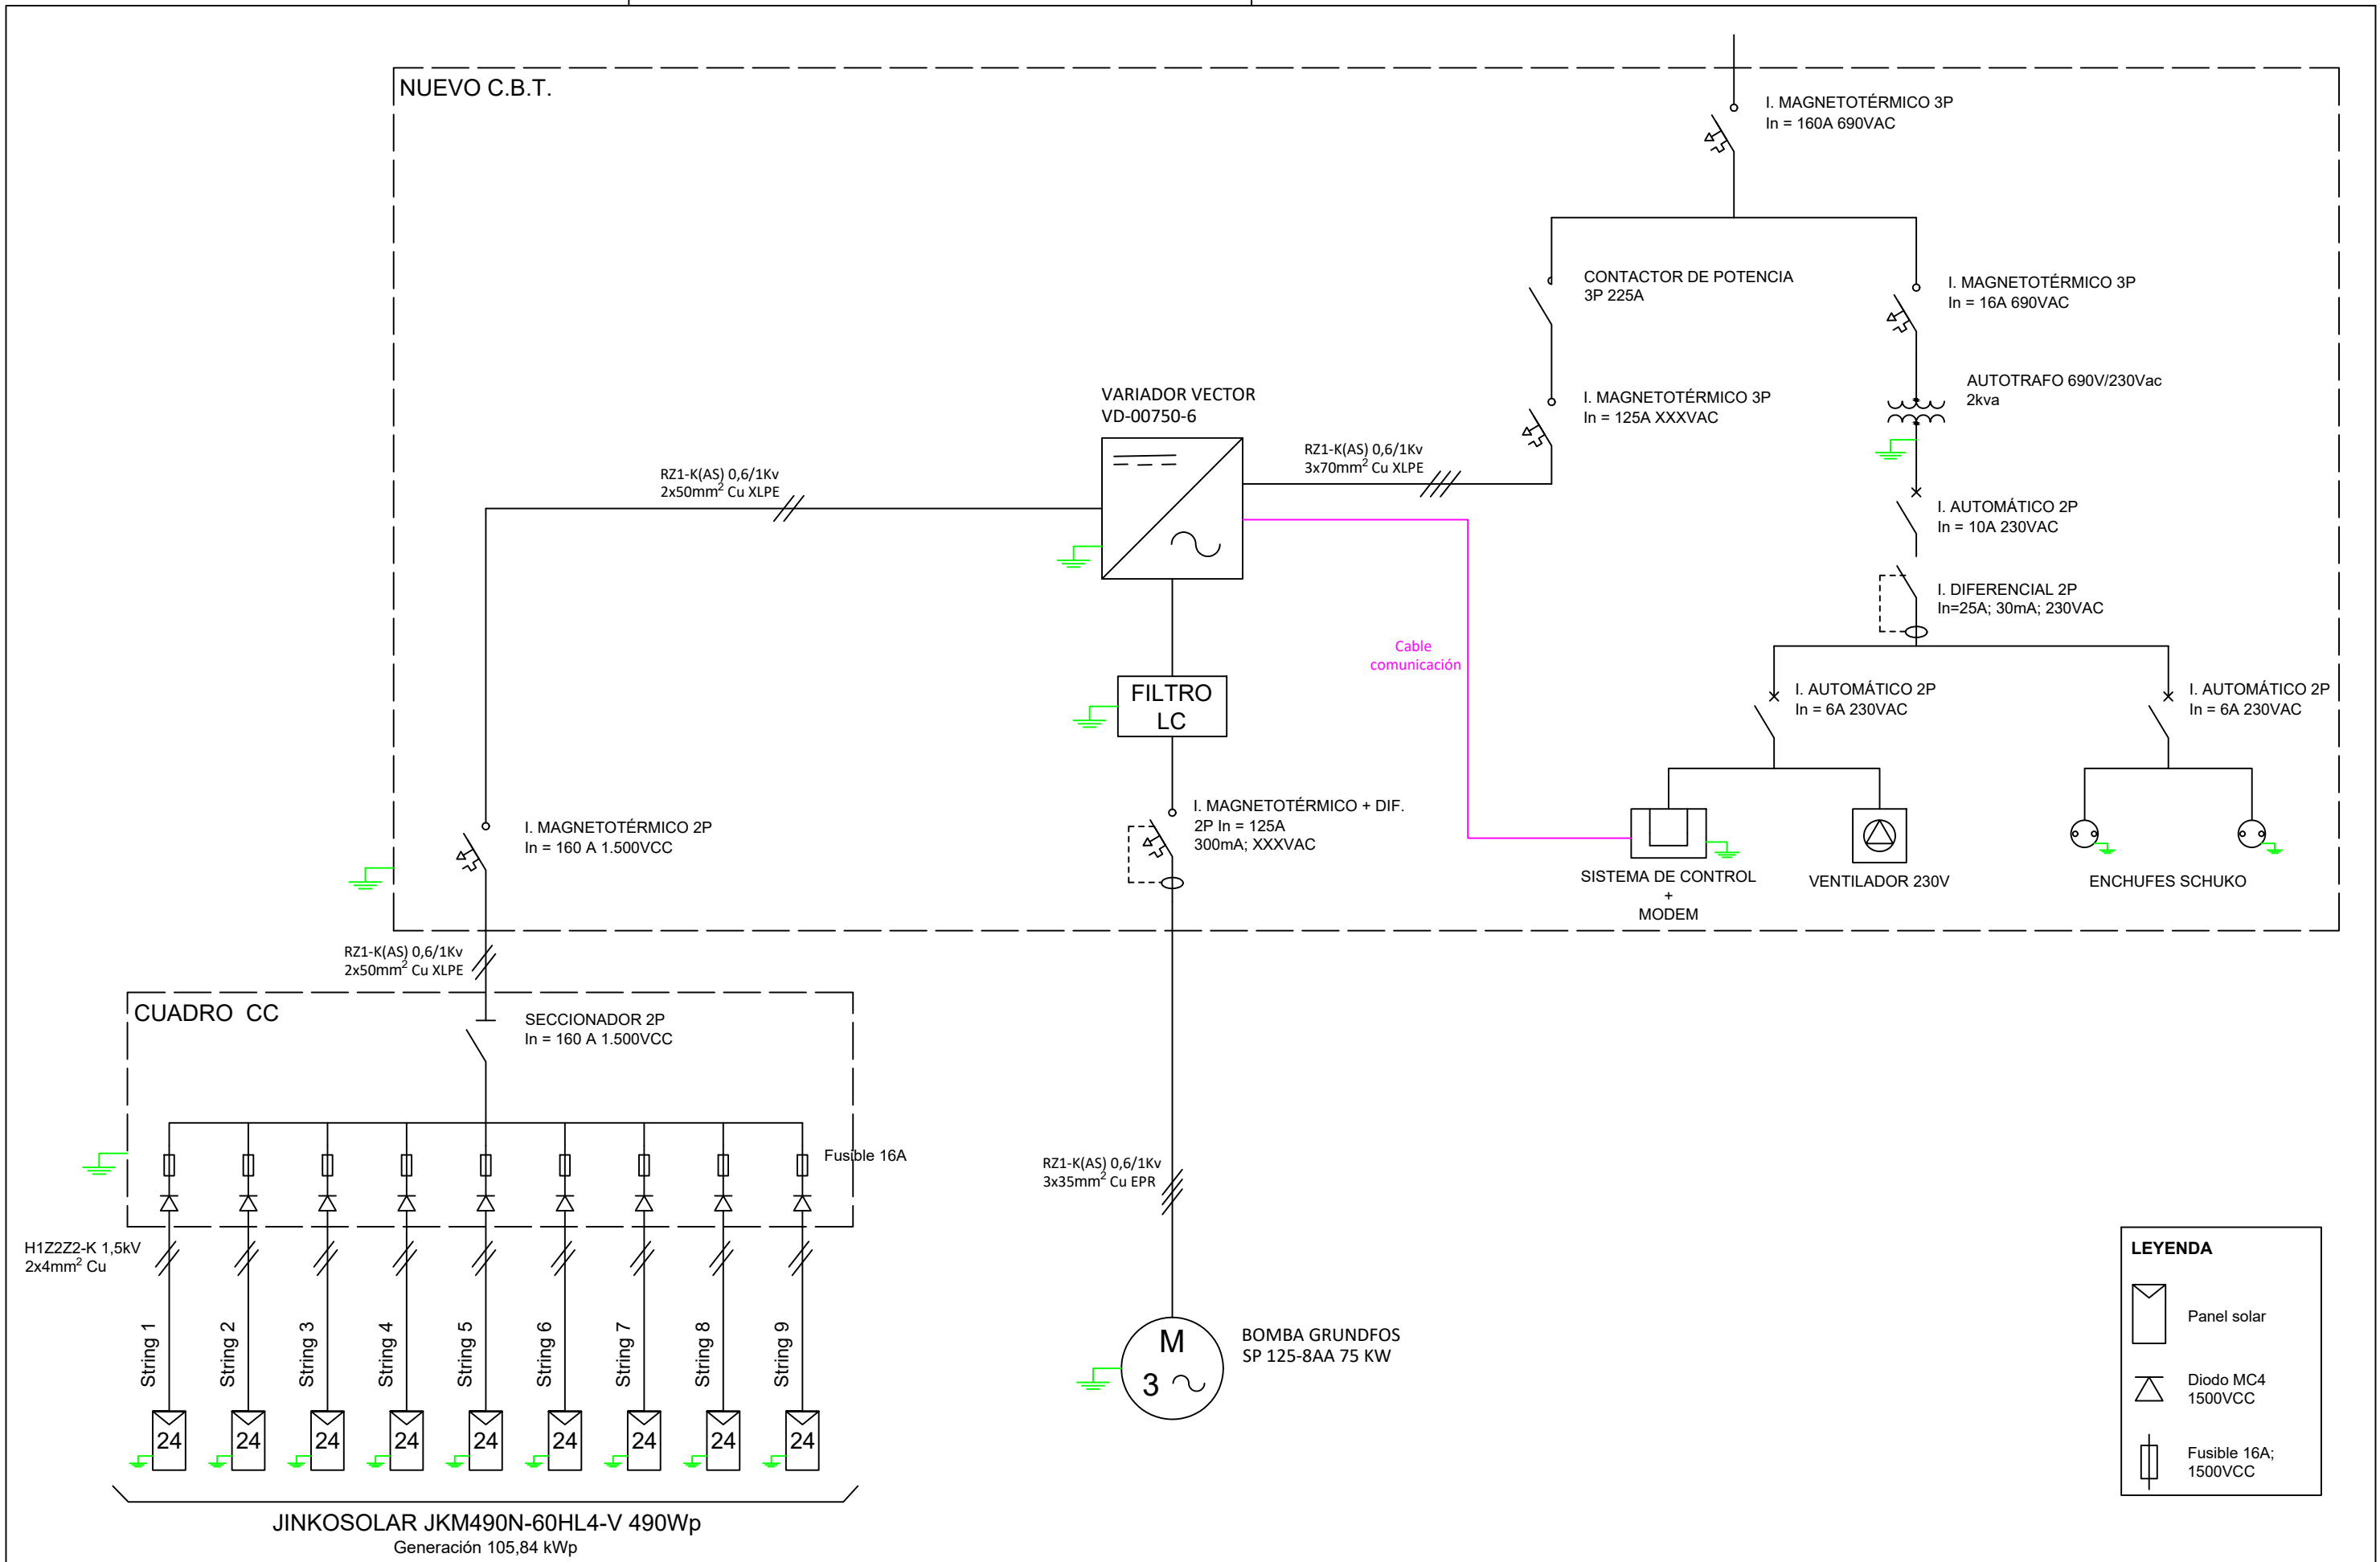 NUEVO C.B.T.
I. MAGNETOTÉRMICO 3P
In = 160A 690VAC
CONTACTOR DE POTENCIA
3P 225A
I. MAGNETOTÉRMICO 3P
In = 16A 690VAC
AUTOTRAFO 690V/230Vac
2kva
VARIADOR VECTOR
VD-00750-6
I. MAGNETOTÉRMICO 3P
In = 125A XXXVAC
RZ1-K(AS) 0,6/1Kv
3x70mm² Cu XLPE
RZ1-K(AS) 0,6/1Kv
2x50mm² Cu XLPE
I. AUTOMÁTICO 2P
In = 10A 230VAC
I. DIFERENCIAL 2P
In=25A; 30mA; 230VAC
Cable
comunicación
FILTRO
LC
I. AUTOMÁTICO 2P
In = 6A 230VAC
I. AUTOMÁTICO 2P
In = 6A 230VAC
I. MAGNETOTÉRMICO 2P
In = 160 A 1.500VCC
I. MAGNETOTÉRMICO + DIF.
2P In = 125A
300mA; XXXVAC
SISTEMA DE CONTROL
+
MODEM
VENTILADOR 230V
ENCHUFES SCHUKO
RZ1-K(AS) 0,6/1Kv
2x50mm² Cu XLPE
CUADRO CC
SECCIONADOR 2P
In = 160 A 1.500VCC
Fusible 16A
RZ1-K(AS) 0,6/1Kv
3x35mm² Cu EPR
H1Z2Z2-K 1,5kV
2x4mm² Cu
String 1
String 2
String 3
String 4
String 5
String 6
String 7
String 8
String 9
24
24
24
24
24
24
24
24
24
M
3
BOMBA GRUNDFOS
SP 125-8AA 75 KW
JINKOSOLAR JKM490N-60HL4-V 490Wp
Generación 105,84 kWp
LEYENDA
Panel solar
Diodo MC4
1500VCC
Fusible 16A;
1500VCC